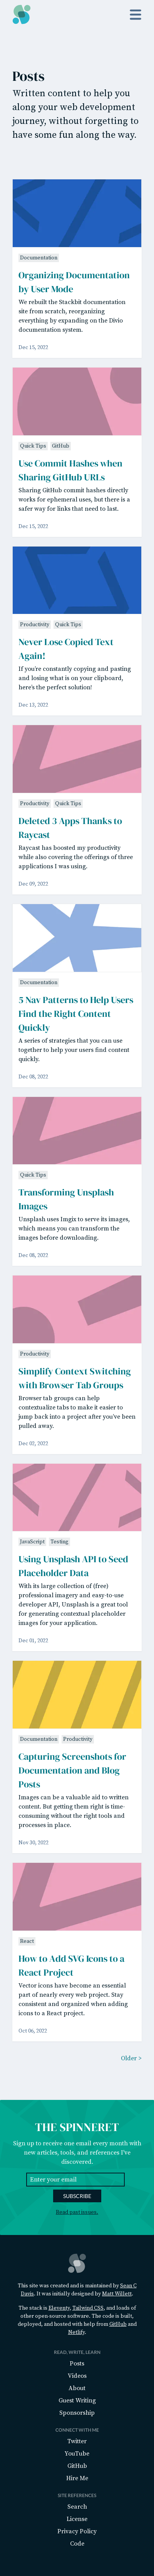 Posts
Written content to help you
along your web development
journey, without forgetting to
have some fun along the way.
Documentation
Organizing Documentation
by User Mode
We rebuilt the Stackbit documentation
site from scratch, reorganizing
everything by expanding on the Divio
documentation system.
Dec 15, 2022
Quick Tips GitHub
Use Commit Hashes when
Sharing GitHub URLs
Sharing GitHub commit hashes directly
works for ephemeral uses, but there is a
safer way for links that need to last.
Dec 15, 2022
Productivity Quick Tips
Never Lose Copied Text
Again!
If you're constantly copying and pasting
and losing what is on your clipboard,
here's the perfect solution!
Dec 13, 2022
Productivity Quick Tips
Deleted 3 Apps Thanks to
Raycast
Raycast has boosted my productivity
while also covering the offerings of three
applications I was using.
Dec 09, 2022
Documentation
5 Nav Patterns to Help Users
Find the Right Content
Quickly
A series of strategies that you can use
together to help your users find content
quickly.
Dec 08, 2022
Quick Tips
Transforming Unsplash
Images
Unsplash uses Imgix to serve its images,
which means you can transform the
images before downloading.
Dec 08, 2022
Productivity
Simplify Context Switching
with Browser Tab Groups
Browser tab groups can help
contextualize tabs to make it easier to
jump back into a project after you've been
pulled away.
Dec 02, 2022
JavaScript Testing
Using Unsplash API to Seed
Placeholder Data
With its large collection of (free)
professional imagery and easy-to-use
developer API, Unsplash is a great tool
for generating contextual placeholder
images for your application.
Dec 01, 2022
Documentation Productivity
Capturing Screenshots for
Documentation and Blog
Posts
Images can be a valuable aid to written
content. But getting them right is time-
consuming without the right tools and
processes in place.
Nov 30, 2022
React
How to Add SVG Icons to a
React Project
Vector icons have become an essential
part of nearly every web project. Stay
consistent and organized when adding
icons to a React project.
Oct 06, 2022
Older >
THE SPINNERET
Sign up to receive one email every month with
new articles, tools, and references I've
discovered.
Enter your email
SUBSCRIBE
Read past issues.
This site was created and is maintained by Sean C
Davis. It was initially designed by Matt Willett.
The stack is Eleventy, Tailwind CSS, and loads of
other open source software. The code is built,
deployed, and hosted with help from GitHub and
Netlify.
READ, WRITE, LEARN
Posts
Videos
About
Guest Writing
Sponsorship
CONNECT WITH ME
Twitter
YouTube
GitHub
Hire Me
SITE REFERENCES
Search
License
Privacy Policy
Code